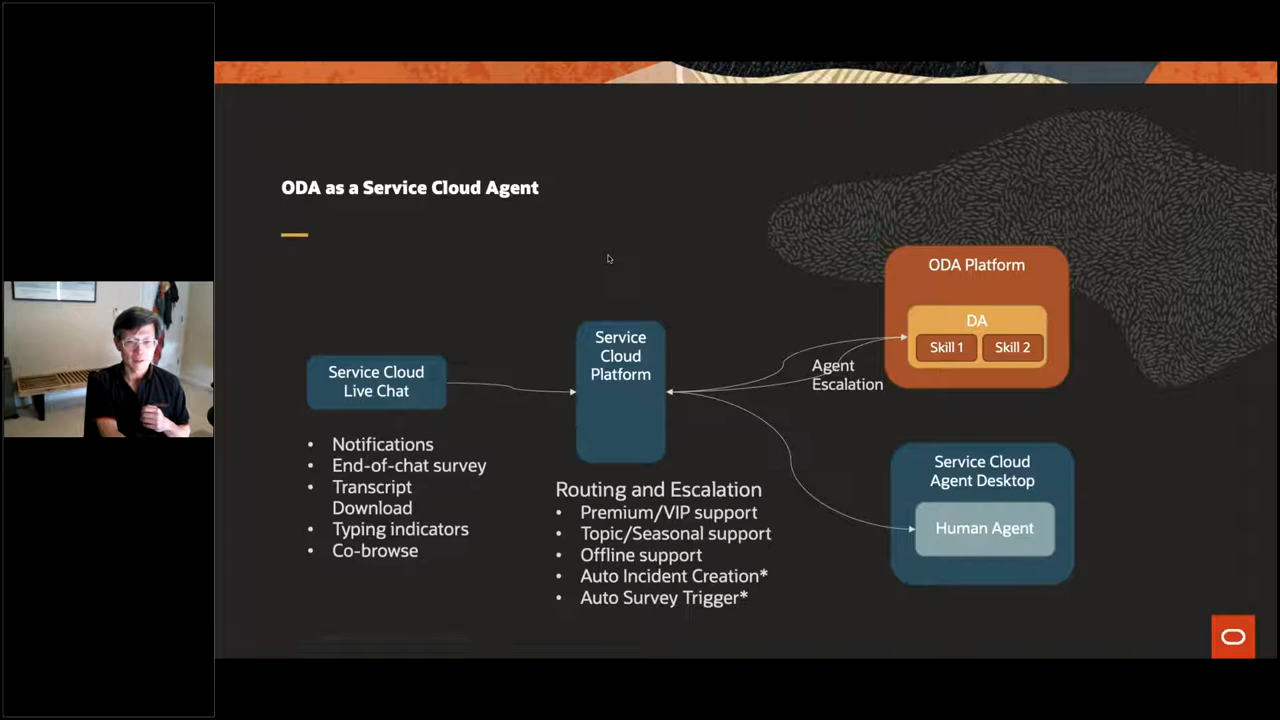 ODA as a Service Cloud Agent
ODA Platform
DA
Skill 1
Skill 2
Service
Cloud
Platform
Agent
Escalation
Service Cloud
Live Chat
• Notifications
• End-of-chat survey
• Transcript
Download
• Typing indicators
• Co-browse
Routing and Escalation
• Premium/VIP support
• Topic/Seasonal support
• Offline support
• Auto Incident Creation*
• Auto Survey Trigger*
Service Cloud
Agent Desktop
Human Agent